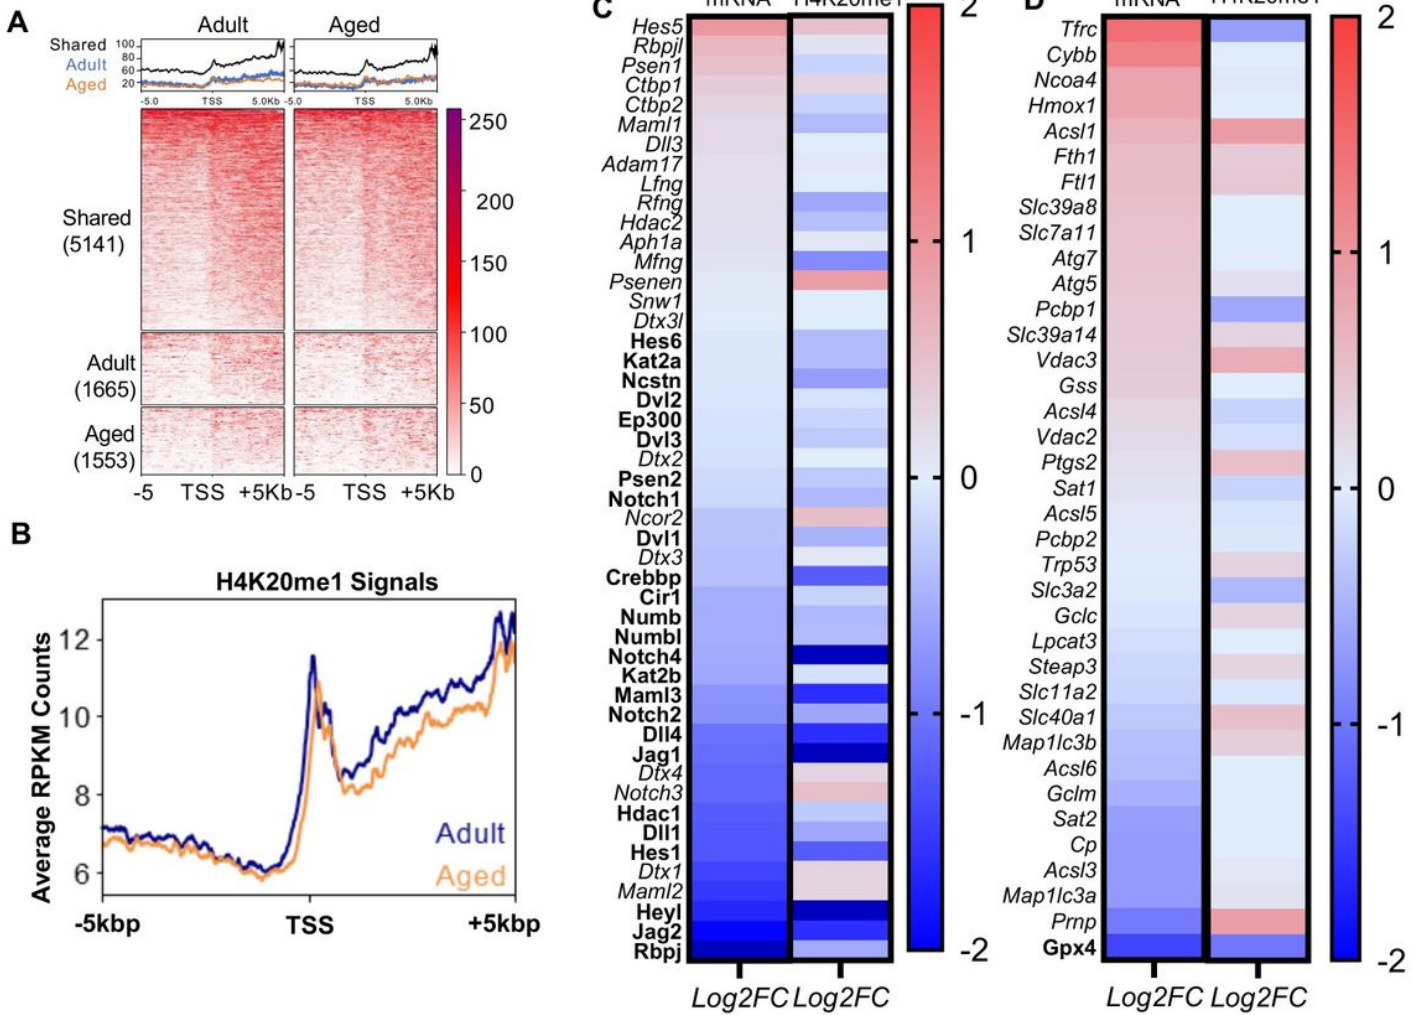 A
Adult
Aged
Shared
Adult
Aged
100
80
60
40
20
-5.0
TSS
5.0Kb
-5.0
TSS
5.0Kb
250
200
150
100
50
0
Shared
(5141)
Adult
(1665)
Aged
(1553)
-5
TSS
+5Kb
-5
TSS
+5Kb
B
H4K20me1 Signals
Average RPKM Counts
12
10
8
6
Adult
Aged
-5kbp
TSS
+5kbp
C
mRNA
H4K20me1
Hes5
Rbpjl
Psen1
Ctbp1
Ctbp2
Maml1
Dll3
Adam17
Lfng
Rfng
Hdac2
Aph1a
Mfng
Psenen
Snw1
Dtx3l
Hes6
Kat2a
Ncstn
Dvl2
Ep300
Dvl3
Dtx2
Psen2
Notch1
Ncor2
Dvl1
Dtx3
Crebbp
Cir1
Numb
Numbl
Notch4
Kat2b
Maml3
Notch2
Dll4
Jag1
Dtx4
Notch3
Hdac1
Dll1
Hes1
Dtx1
Maml2
Heyl
Jag2
Rbpj
Log2FC
Log2FC
2
1
0
-1
-2
D
mRNA
H4K20me1
Tfrc
Cybb
Ncoa4
Hmox1
Acsl1
Fth1
Ftl1
Slc39a8
Slc7a11
Atg7
Atg5
Pcbp1
Slc39a14
Vdac3
Gss
Acsl4
Vdac2
Ptgs2
Sat1
Acsl5
Pcbp2
Trp53
Slc3a2
Gclc
Lpcat3
Steap3
Slc11a2
Slc40a1
Map1lc3b
Acsl6
Gclm
Sat2
Cp
Acsl3
Map1lc3a
Prnp
Gpx4
Log2FC
Log2FC
2
1
0
-1
-2